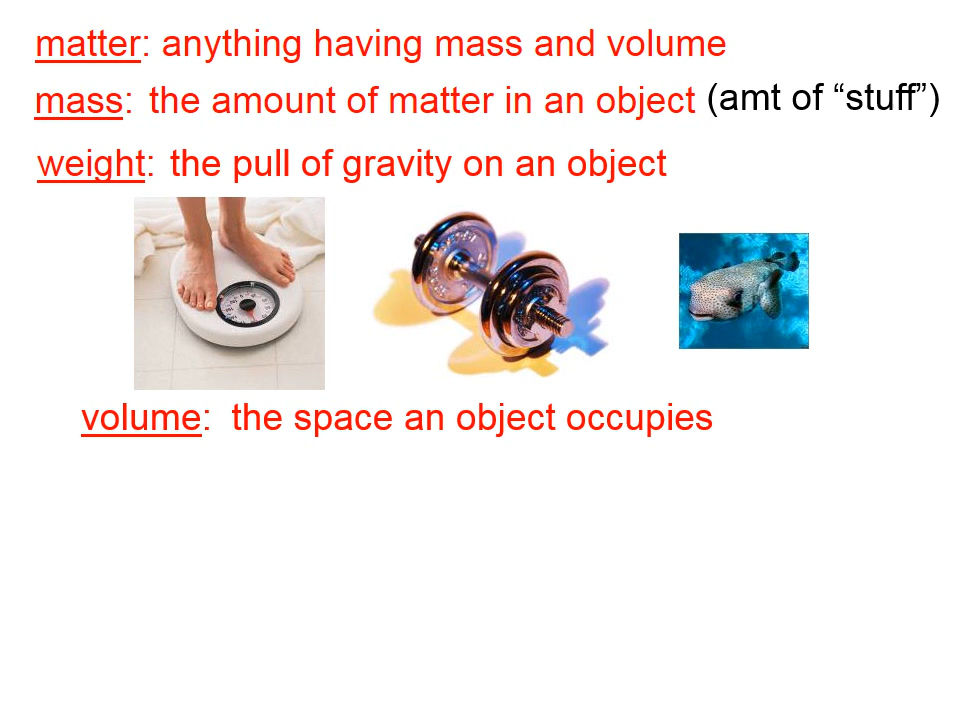 matter: anything having mass and volume
mass: the amount of matter in an object (amt of “stuff”)
weight: the pull of gravity on an object
volume: the space an object occupies